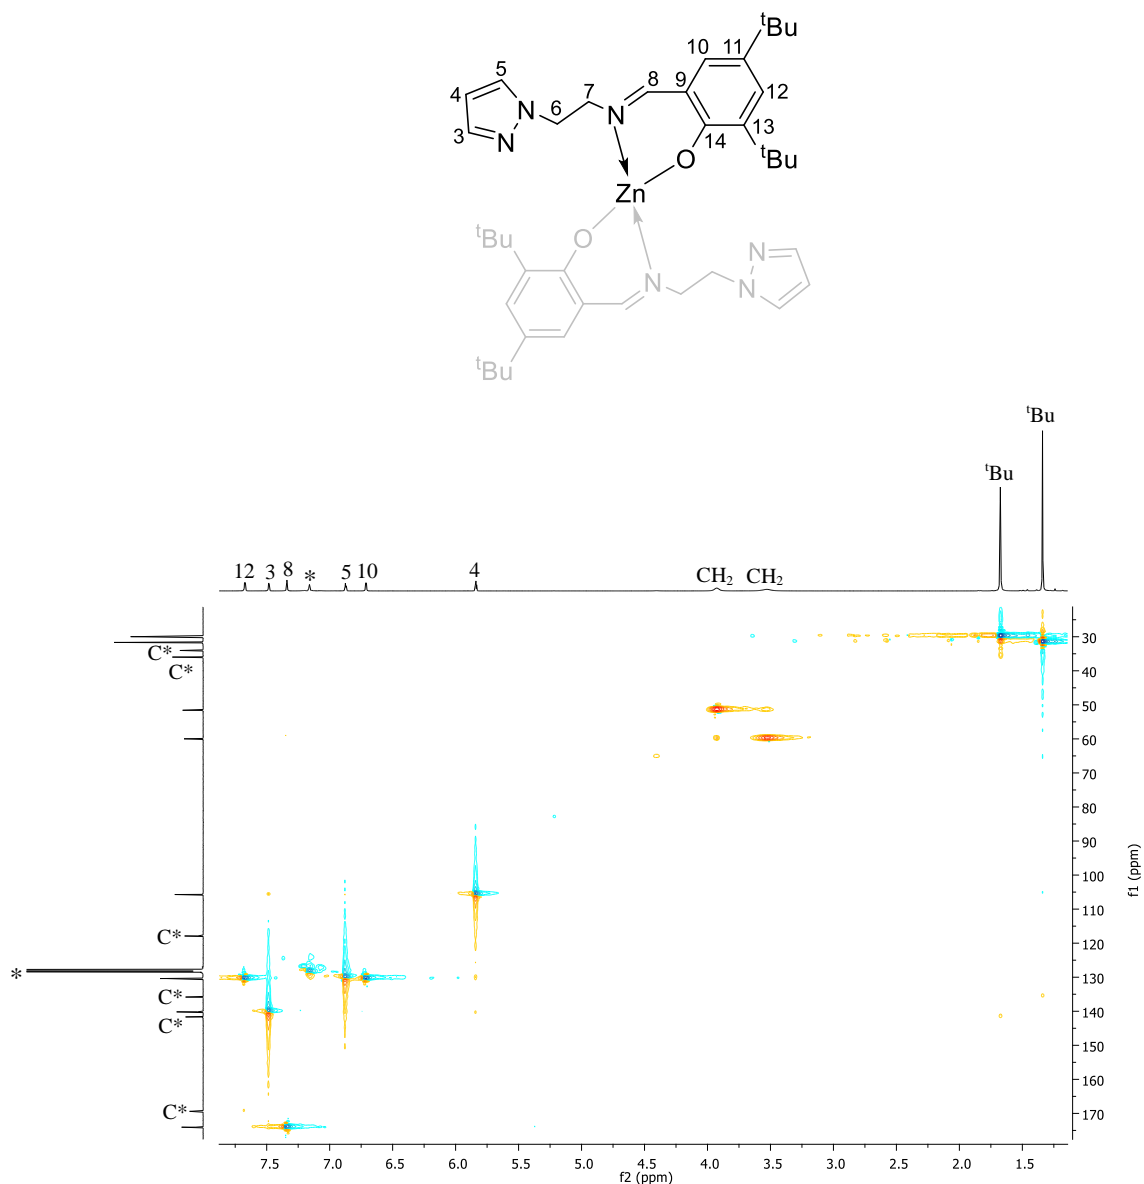 tBu
10 11
5 8 9 12
4 7
6 N 13
3 N N 14 tBu
O
Zn
tBu O N
N N
tBu
tBu
tBu
12 3 8 * 5 10 4 CH2 CH2
C*
C*
C*
*
C*
C*
C*
30
40
50
60
70
80
90
100
110
120
130
140
150
160
170
f1 (ppm)
7.5 7.0 6.5 6.0 5.5 5.0 4.5 4.0 3.5 3.0 2.5 2.0 1.5
f2 (ppm)